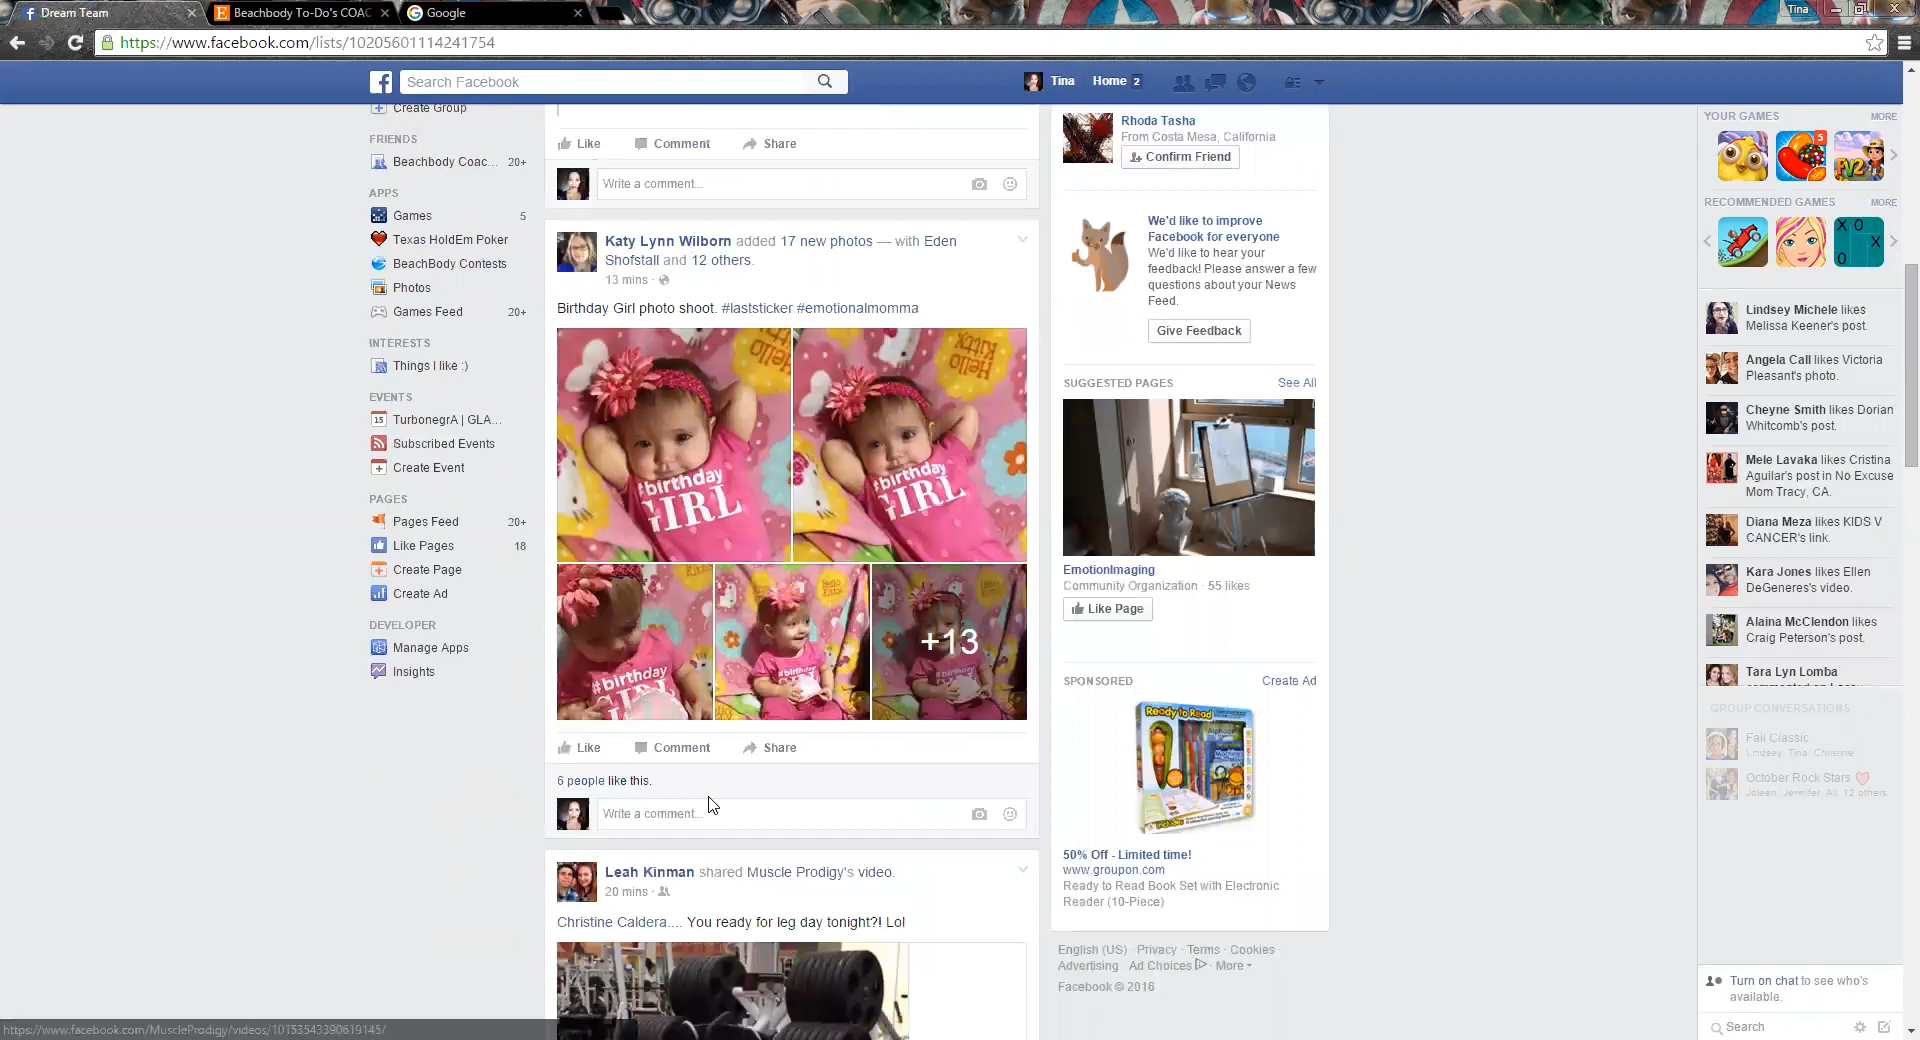 Dream Team
Beachbody To-Do's COAC
Google
Tina
https://www.facebook.com/lists/10205601114241754
Search Facebook
Tina
Home 2
Create Group
FRIENDS
Beachbody Coac... 20+
APPS
Games 5
Texas HoldEm Poker
BeachBody Contests
Photos
Games Feed 20+
INTERESTS
Things I like :)
EVENTS
15 TurbonegrA | GLA...
Subscribed Events
Create Event
PAGES
Pages Feed 20+
Like Pages 18
Create Page
Create Ad
DEVELOPER
Manage Apps
Insights
Like Comment Share
Write a comment...
Katy Lynn Wilborn added 17 new photos — with Eden
Shofstall and 12 others.
13 mins ·
Birthday Girl photo shoot. #laststicker #emotionalmomma
Hello Kitty
#birthday
GIRL
Hello Kitty
#birthday
GIRL
#birthday
GIRL
#birthday
GIRL
+13
Like Comment Share
6 people like this.
Write a comment...
Leah Kinman shared Muscle Prodigy's video.
20 mins ·
Christine Caldera.... You ready for leg day tonight?! Lol
Rhoda Tasha
From Costa Mesa, California
Confirm Friend
We'd like to improve
Facebook for everyone
We'd like to hear your
feedback! Please answer a few
questions about your News
Feed.
Give Feedback
SUGGESTED PAGES See All
EmotionImaging
Community Organization · 55 likes
Like Page
SPONSORED Create Ad
Ready to Read
50% Off - Limited time!
www.groupon.com
Ready to Read Book Set with Electronic
Reader (10-Piece)
English (US) · Privacy · Terms · Cookies ·
Advertising · Ad Choices · More
Facebook © 2016
YOUR GAMES MORE
5
FV2
RECOMMENDED GAMES MORE
X O
X
O
Lindsey Michele likes
Melissa Keener's post.
Angela Call likes Victoria
Pleasant's photo.
Cheyne Smith likes Dorian
Whitcomb's post.
Mele Lavaka likes Cristina
Aguilar's post in No Excuse
Mom Tracy, CA.
Diana Meza likes KIDS V
CANCER's link.
Kara Jones likes Ellen
DeGeneres's video.
Alaina McClendon likes
Craig Peterson's post.
Tara Lyn Lomba
GROUP CONVERSATIONS
Fall Classic
Lindsey, Tina, Christine
October Rock Stars
Joleen, Jennifer, Ali, 12 others
Turn on chat to see who's
available.
Search
https://www.facebook.com/MuscleProdigy/videos/10153543390619145/